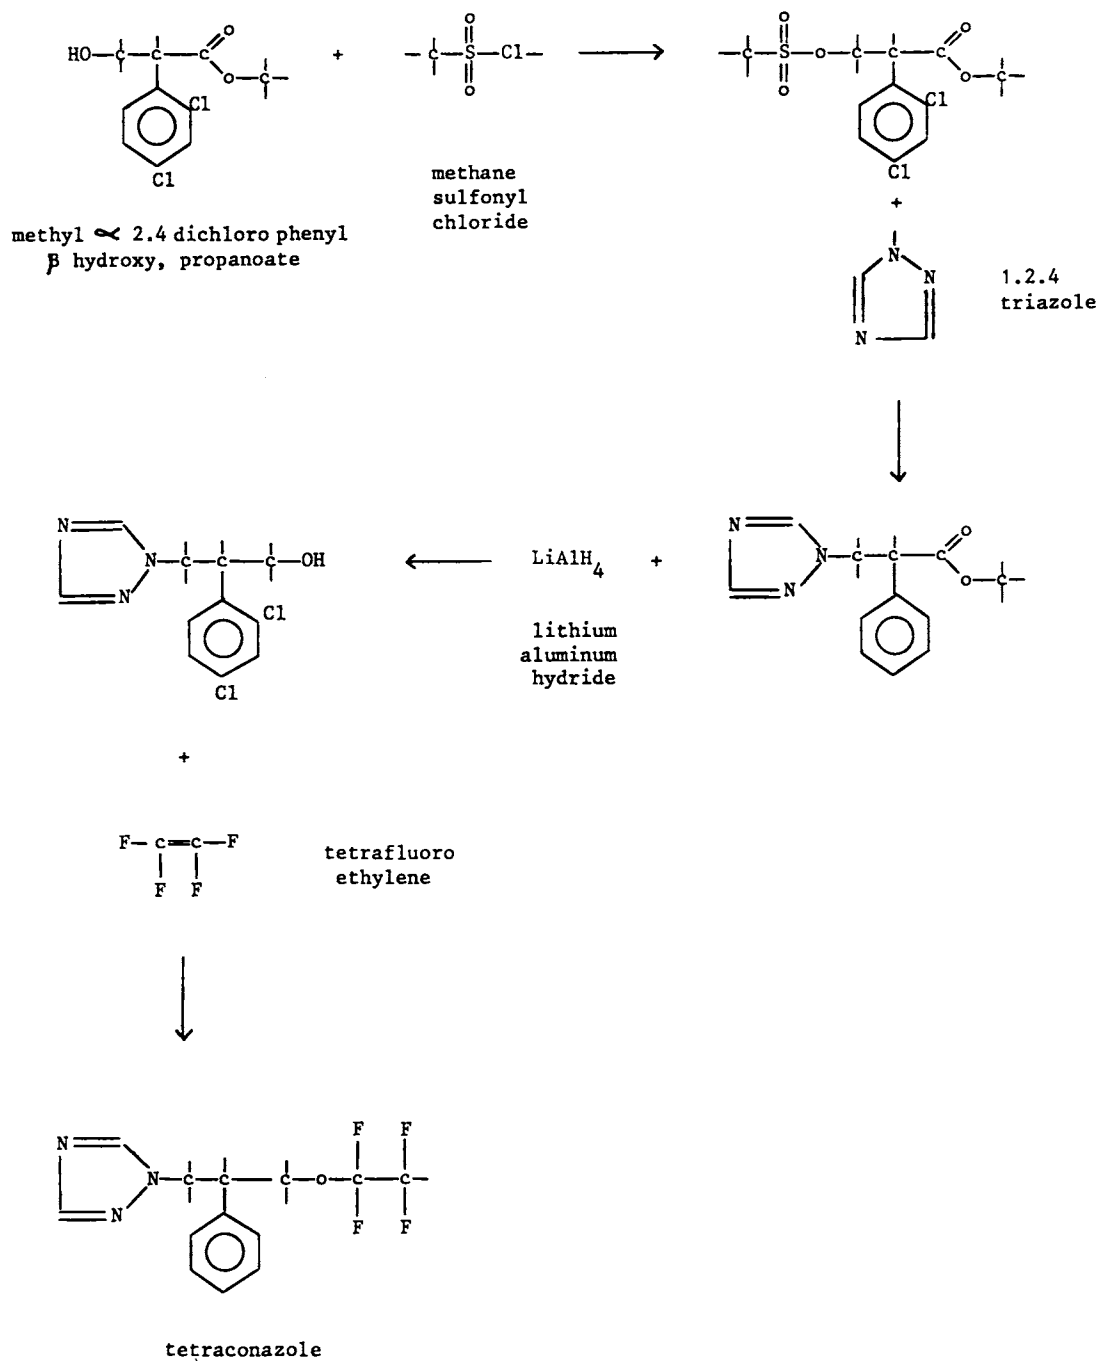 HO—C—C—C
O
O—C—
Cl
Cl
+
O
—C—S—Cl—
O
O
—C—S—O—C—C—C
O
O
O—C—
Cl
Cl
methane
sulfonyl
chloride
methyl ∝ 2.4 dichloro phenyl
β hydroxy, propanoate
+
N
N
N
1.2.4
triazole
N
N—C—C—C—OH
N
Cl
Cl
LiAlH4
+
N
N—C—C—C
N
O
O—C—
lithium
aluminum
hydride
+
F—C=C—F
F F
tetrafluoro
ethylene
F F
N
N—C—C—C—O—C—C—
N
F F
tetraconazole